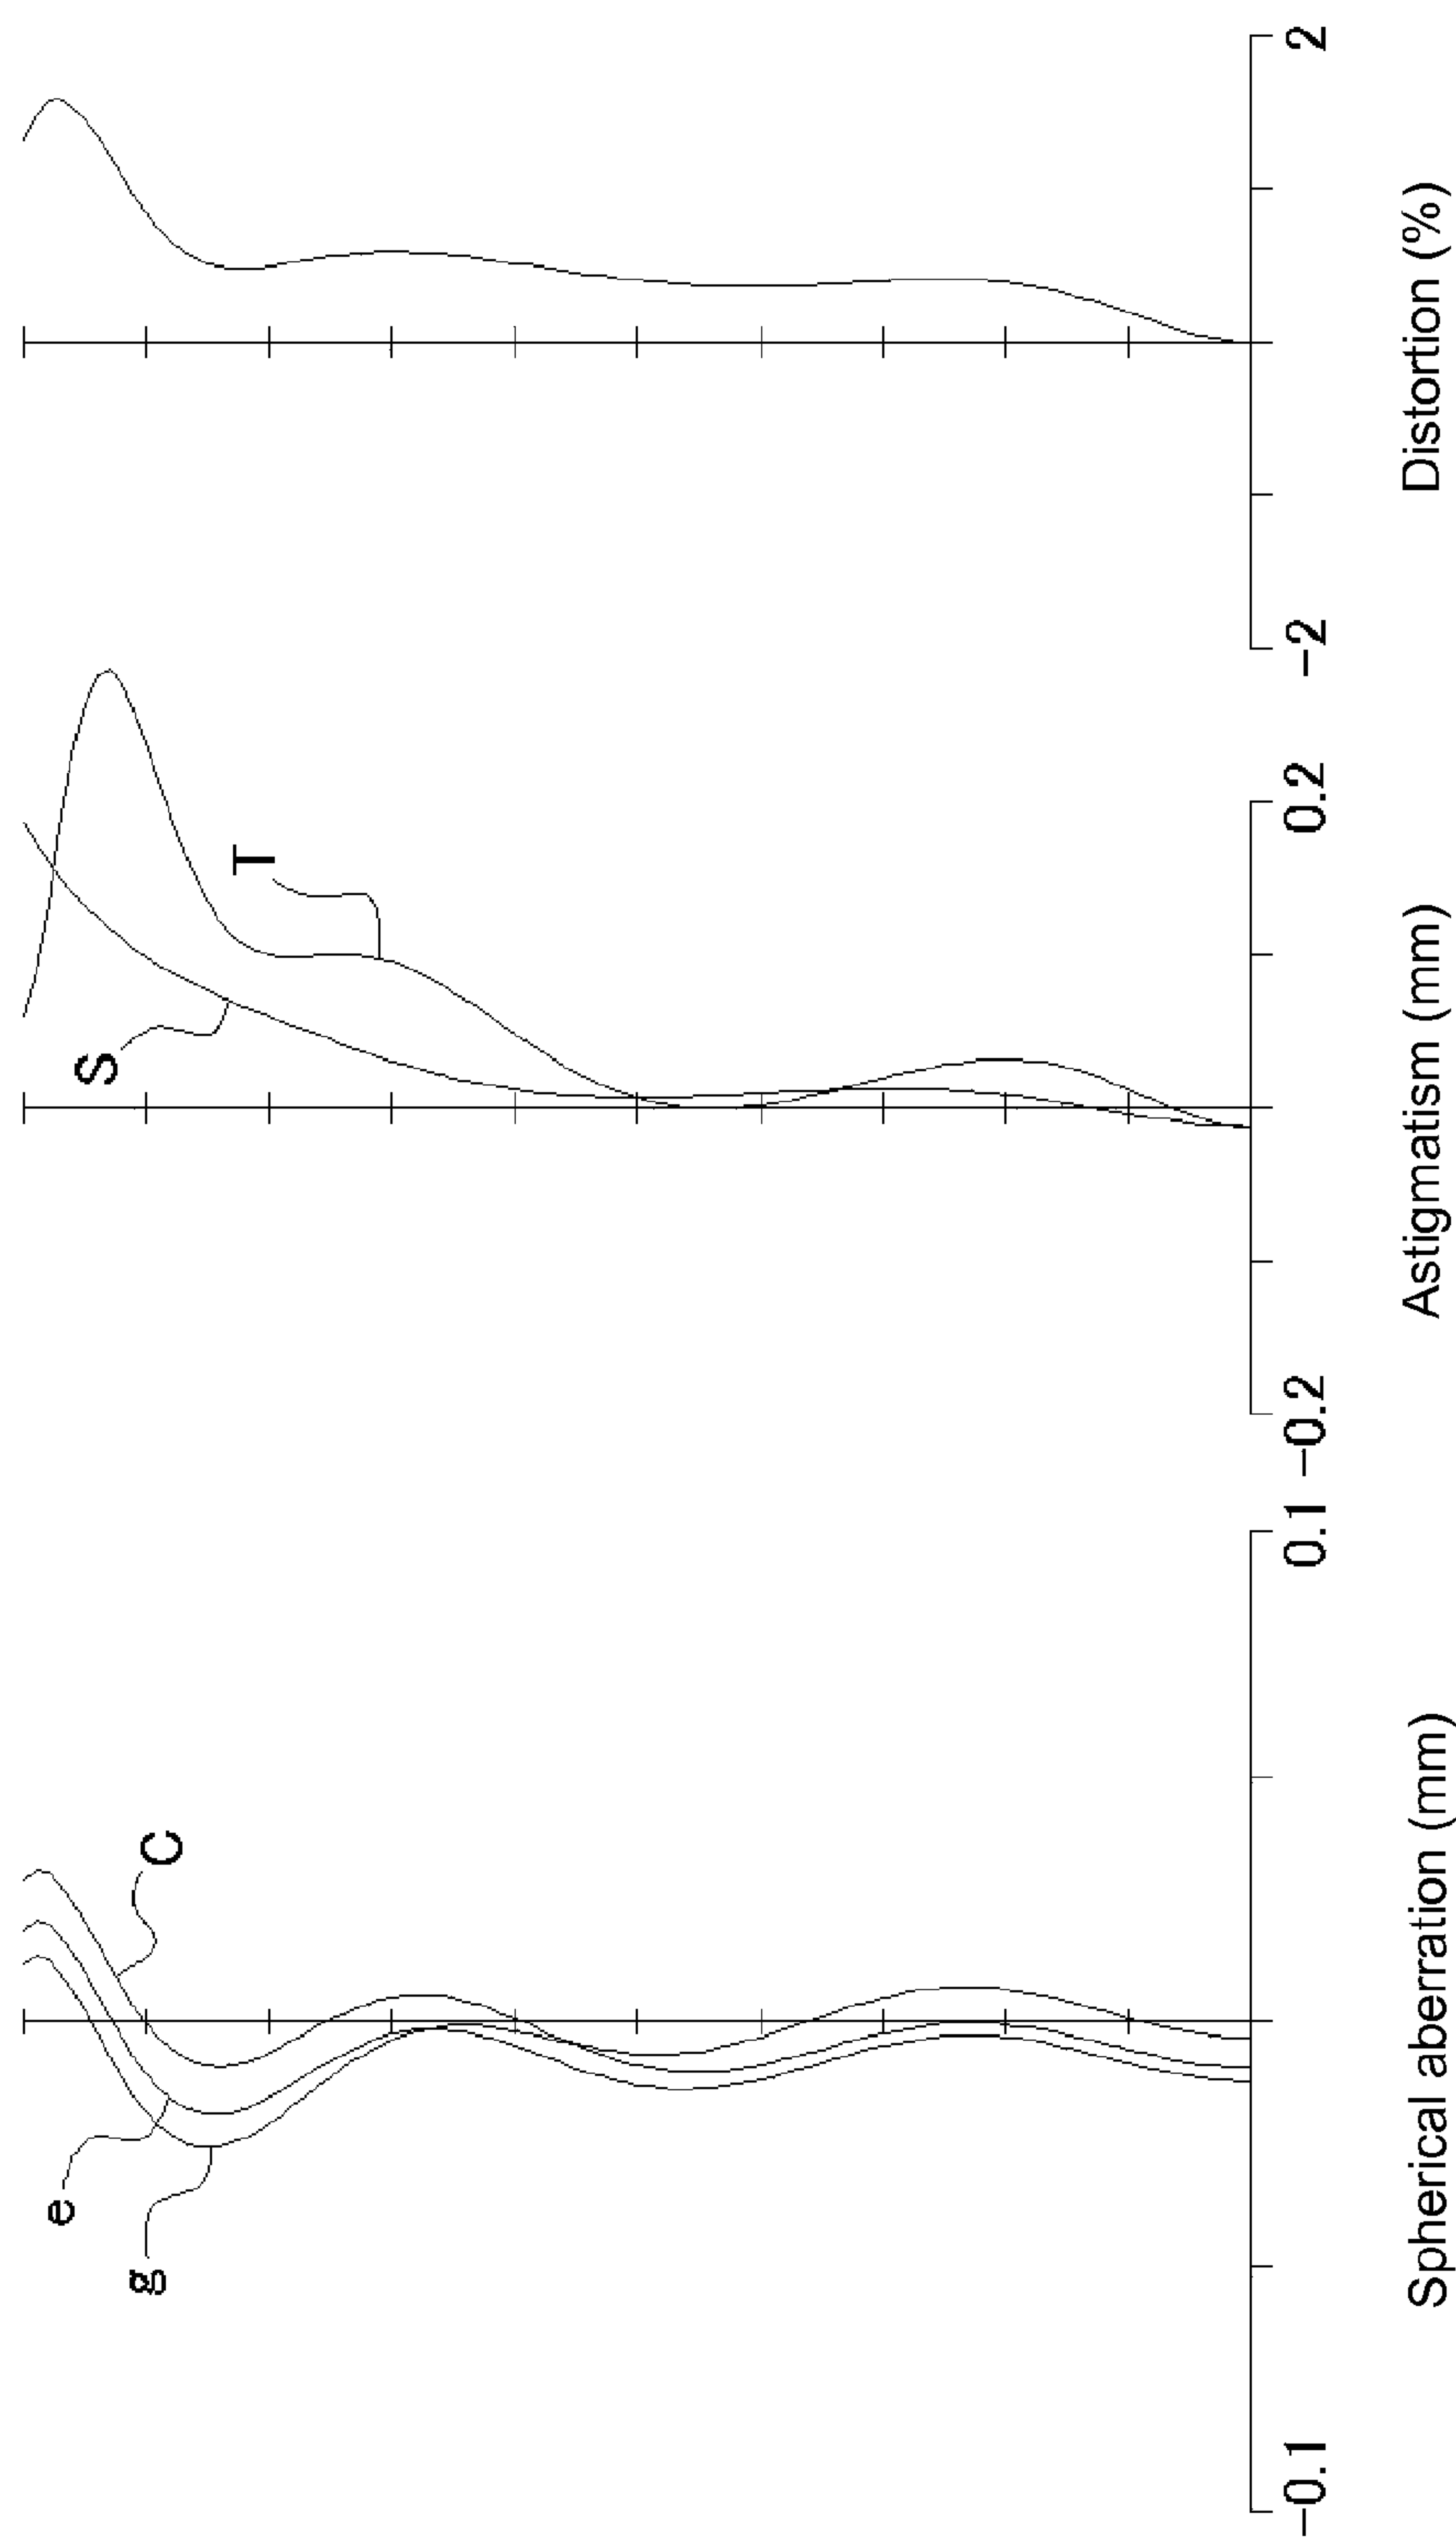 C
e
g
-0.1
0.1
Spherical aberration (mm)
S
T
-0.2
0.2
Astigmatism (mm)
-2
2
Distortion (%)